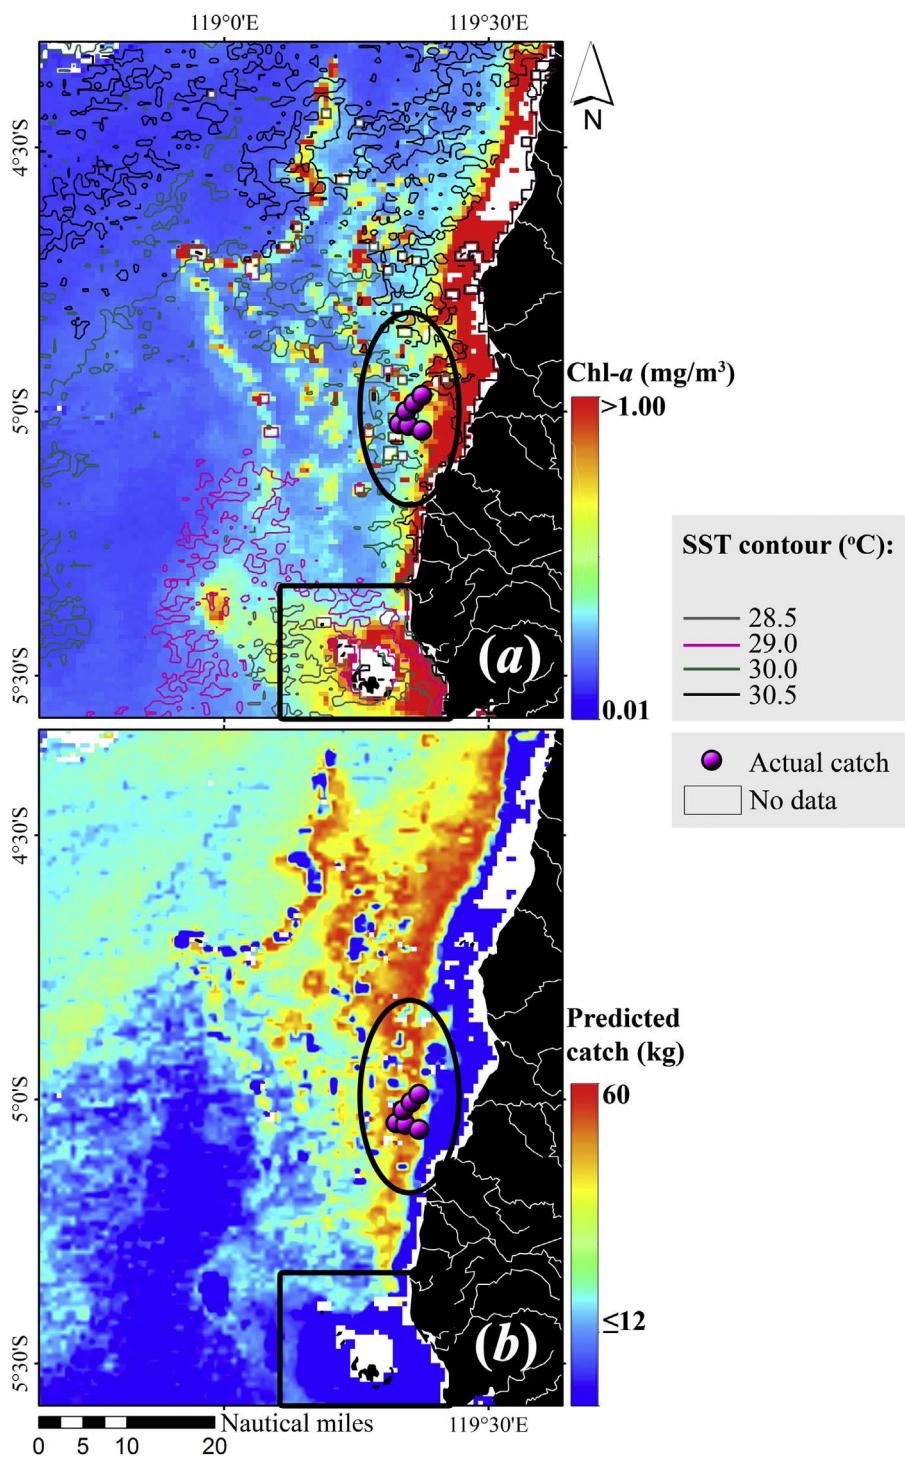 119°0'E
119°30'E
N
4°30'S
5°0'S
5°30'S
Chl-a (mg/m³)
>1.00
0.01
SST contour (°C):
28.5
29.0
30.0
30.5
(a)
Actual catch
No data
4°30'S
5°0'S
5°30'S
Predicted
catch (kg)
60
≤12
(b)
Nautical miles
0 5 10 20
119°30'E